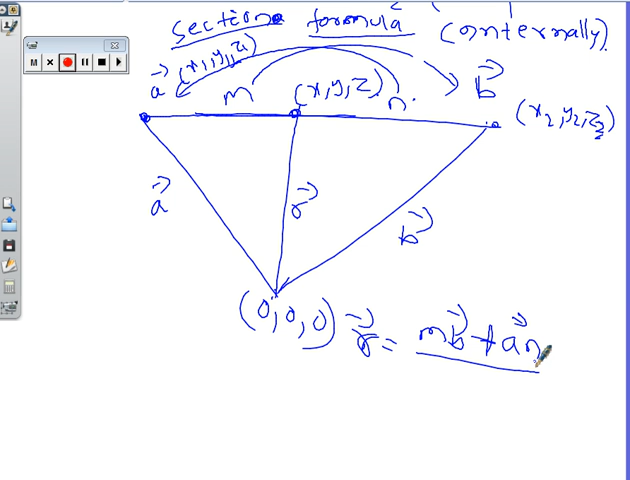 section formula (internally)
a⃗ (x₁,y₁,z₁)
b⃗
m (x,y,z) n
(x₂,y₂,z₂)
a⃗ r⃗ b⃗
(0,0,0) r⃗ = mb⃗ + a⃗n
M